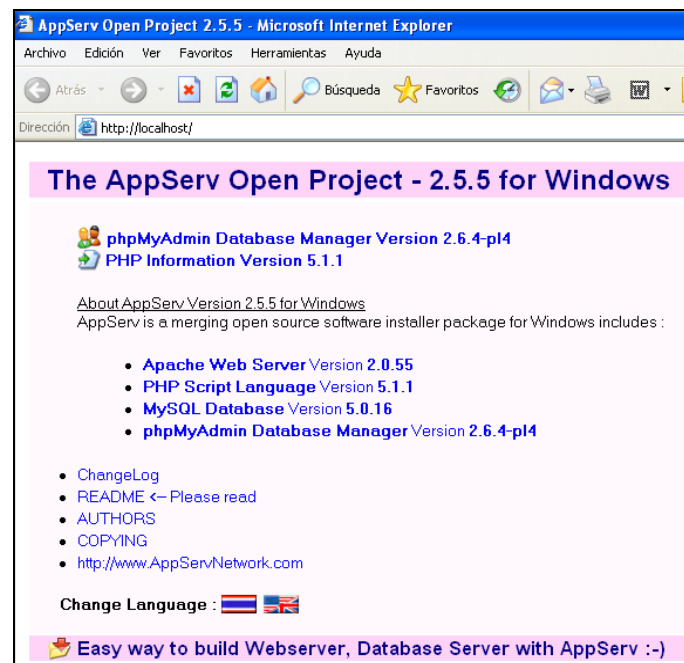 AppServ Open Project 2.5.5 - Microsoft Internet Explorer
Archivo Edición Ver Favoritos Herramientas Ayuda
Atrás Búsqueda Favoritos
Dirección http://localhost/
The AppServ Open Project - 2.5.5 for Windows
phpMyAdmin Database Manager Version 2.6.4-pl4
PHP Information Version 5.1.1
About AppServ Version 2.5.5 for Windows
AppServ is a merging open source software installer package for Windows includes :
• Apache Web Server Version 2.0.55
• PHP Script Language Version 5.1.1
• MySQL Database Version 5.0.16
• phpMyAdmin Database Manager Version 2.6.4-pl4
• ChangeLog
• README <-- Please read
• AUTHORS
• COPYING
• http://www.AppServNetwork.com
Change Language :
Easy way to build Webserver, Database Server with AppServ :-)